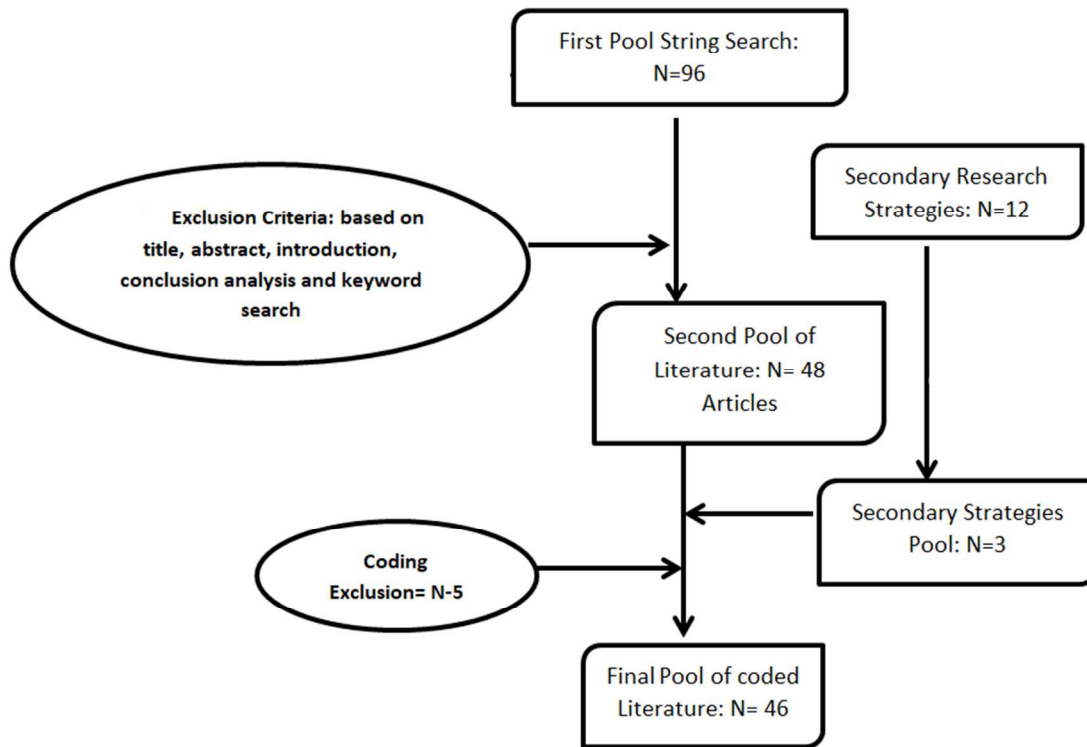 First Pool String Search:
N=96
Secondary Research
Strategies: N=12
Exclusion Criteria: based on
title, abstract, introduction,
conclusion analysis and keyword
search
Second Pool of
Literature: N= 48
Articles
Secondary Strategies
Pool: N=3
Coding
Exclusion= N-5
Final Pool of coded
Literature: N= 46